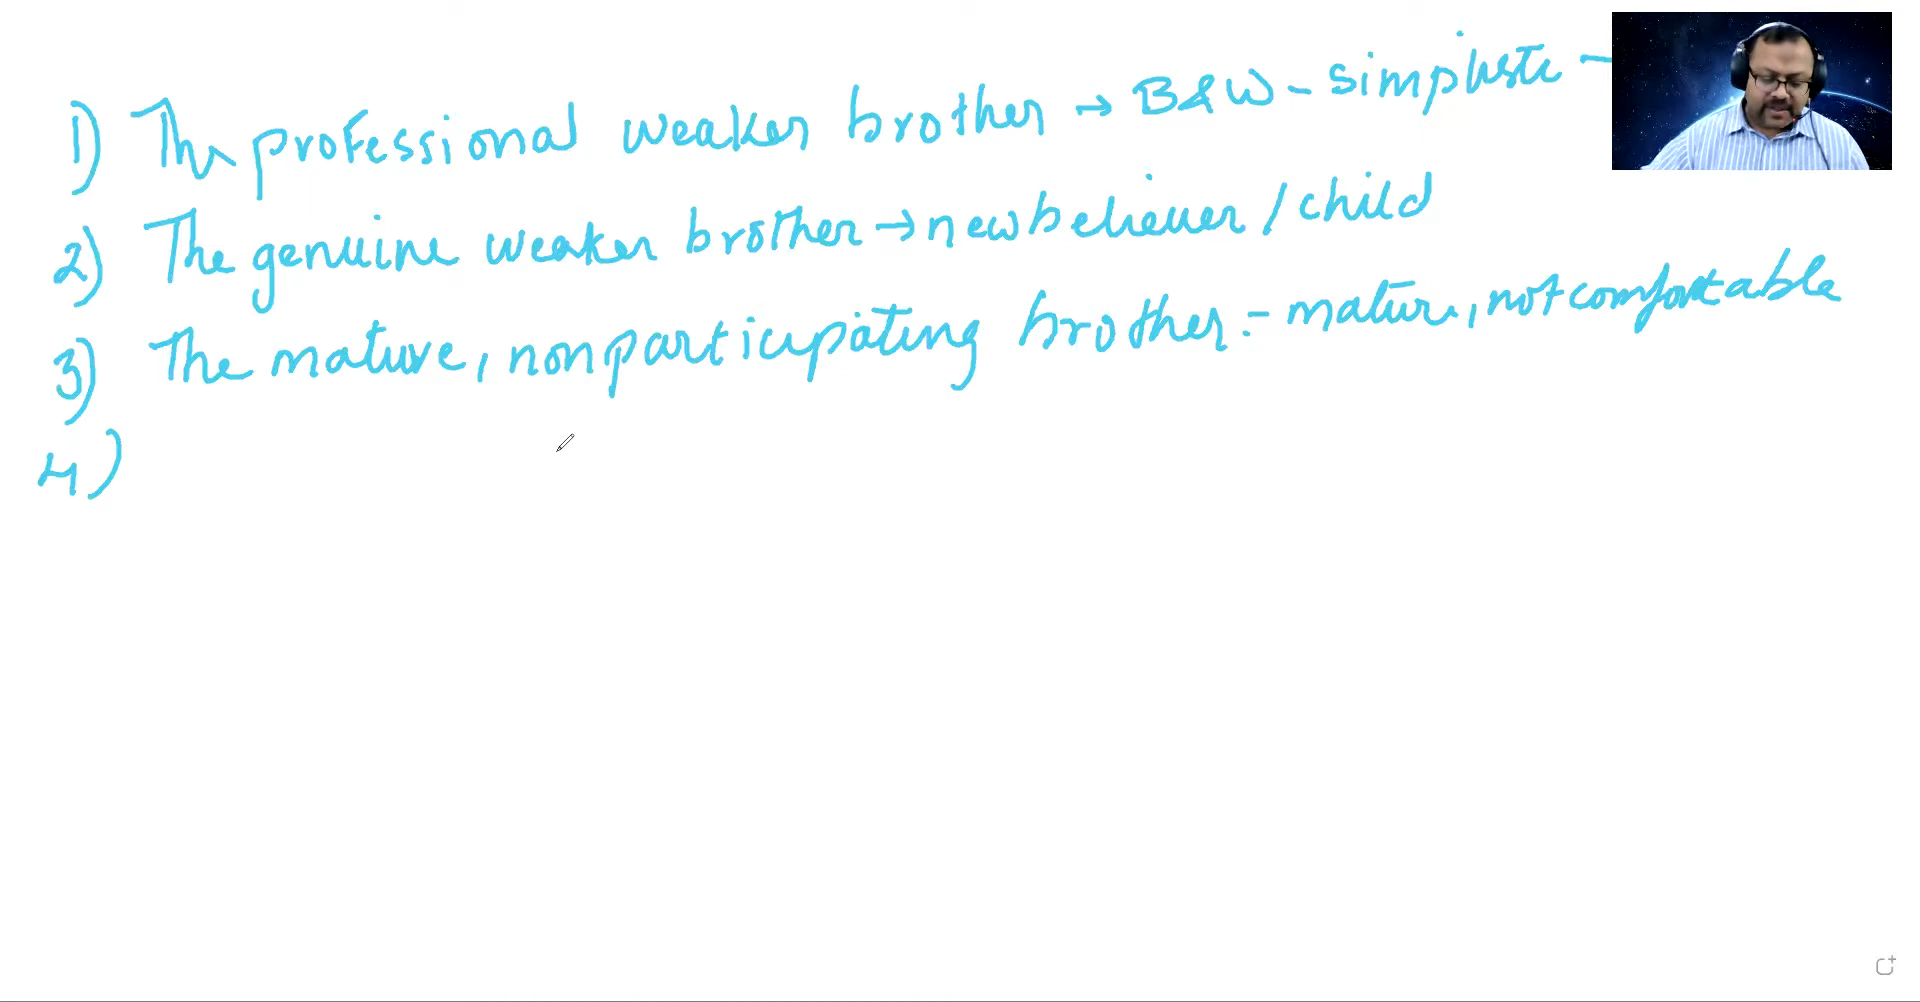 1) The professional weaker brother → B&W - simpliste -
2) The genuine weaker brother → new believer / child
3) The mature, nonparticipating brother :- mature, not comfortable
4)